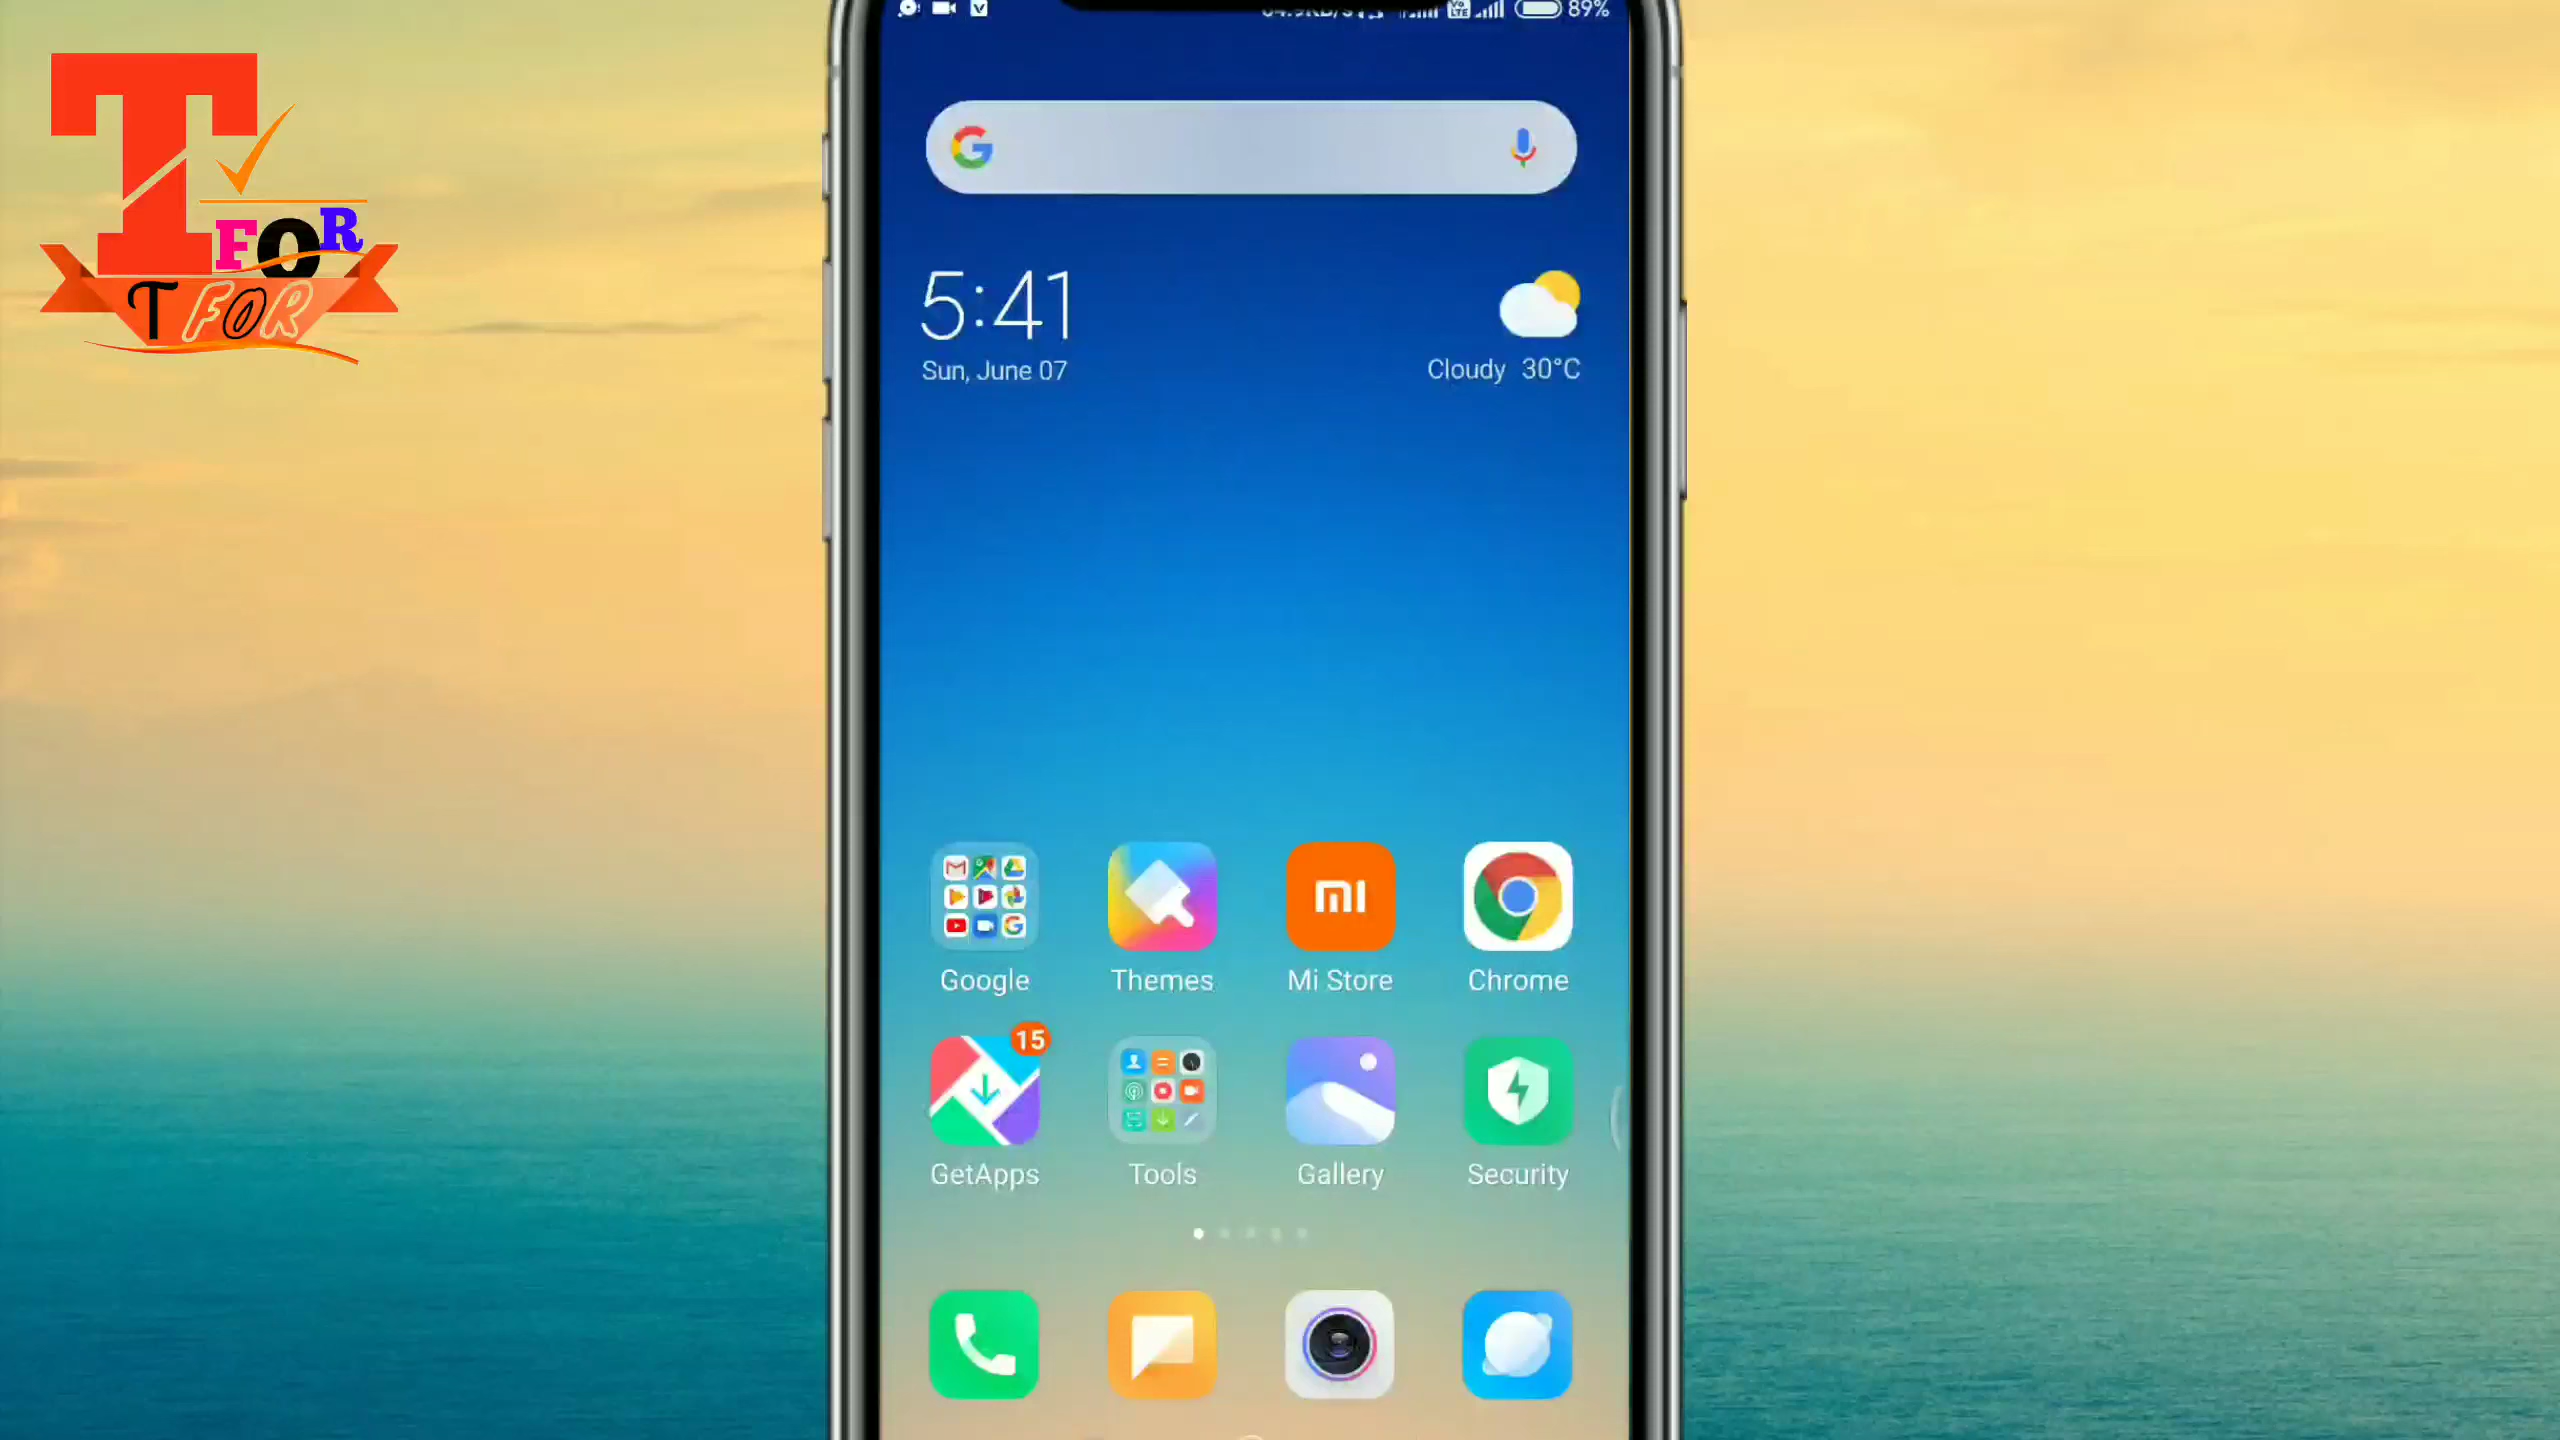 T
FOR
T FOR
89%
5:41
Sun, June 07
Cloudy 30°C
mi
Google Themes Mi Store Chrome
15
GetApps Tools Gallery Security